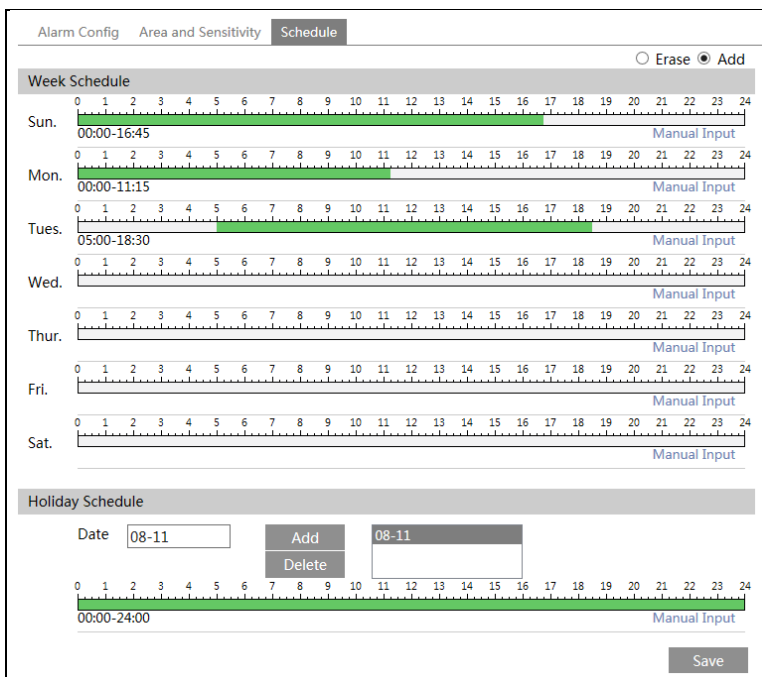 Alarm Config Area and Sensitivity Schedule
Erase Add
Week Schedule
0 1 2 3 4 5 6 7 8 9 10 11 12 13 14 15 16 17 18 19 20 21 22 23 24
Sun.
00:00-16:45 Manual Input
0 1 2 3 4 5 6 7 8 9 10 11 12 13 14 15 16 17 18 19 20 21 22 23 24
Mon.
00:00-11:15 Manual Input
0 1 2 3 4 5 6 7 8 9 10 11 12 13 14 15 16 17 18 19 20 21 22 23 24
Tues.
05:00-18:30 Manual Input
0 1 2 3 4 5 6 7 8 9 10 11 12 13 14 15 16 17 18 19 20 21 22 23 24
Wed.
Manual Input
0 1 2 3 4 5 6 7 8 9 10 11 12 13 14 15 16 17 18 19 20 21 22 23 24
Thur.
Manual Input
0 1 2 3 4 5 6 7 8 9 10 11 12 13 14 15 16 17 18 19 20 21 22 23 24
Fri.
Manual Input
0 1 2 3 4 5 6 7 8 9 10 11 12 13 14 15 16 17 18 19 20 21 22 23 24
Sat.
Manual Input
Holiday Schedule
Date 08-11 Add 08-11
Delete
0 1 2 3 4 5 6 7 8 9 10 11 12 13 14 15 16 17 18 19 20 21 22 23 24
00:00-24:00 Manual Input
Save